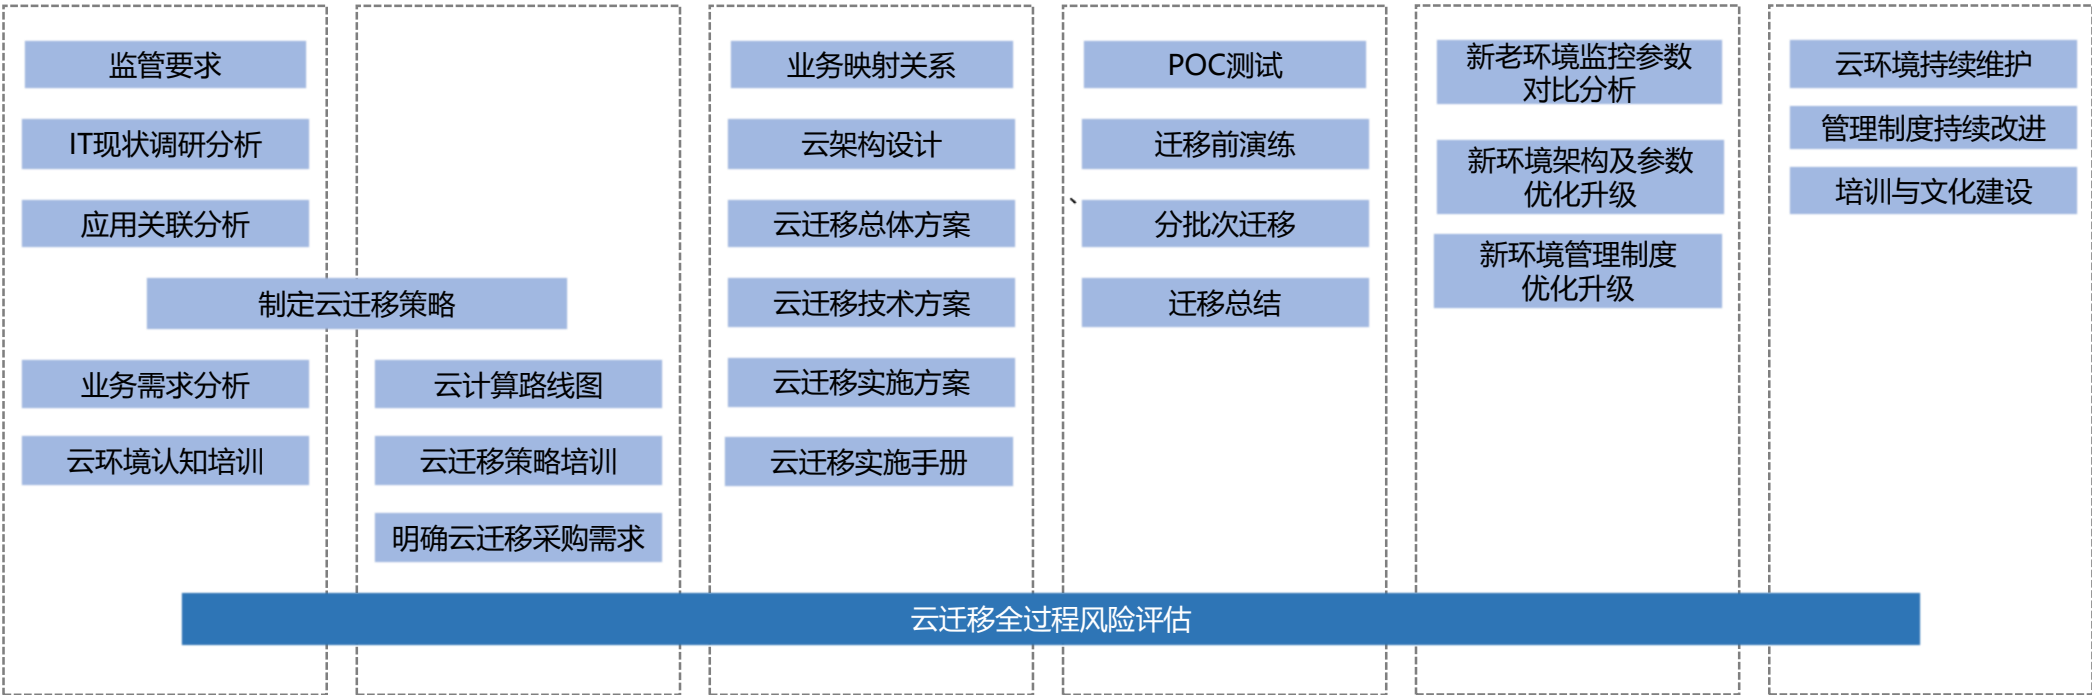 监管要求
IT现状调研分析
应用关联分析
制定云迁移策略
业务需求分析
云环境认知培训
云计算路线图
云迁移策略培训
明确云迁移采购需求
业务映射关系
云架构设计
云迁移总体方案
云迁移技术方案
云迁移实施方案
云迁移实施手册
、
POC测试
迁移前演练
分批次迁移
迁移总结
新老环境监控参数
对比分析
新环境架构及参数
优化升级
新环境管理制度
优化升级
云环境持续维护
管理制度持续改进
培训与文化建设
云迁移全过程风险评估